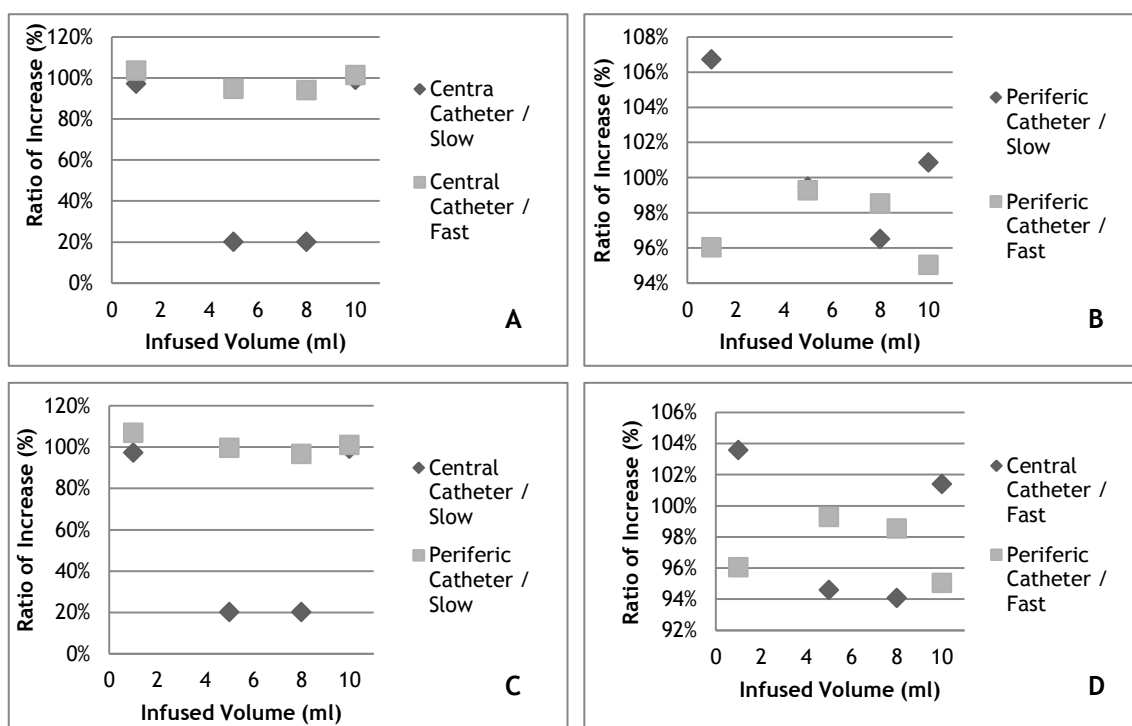 Ratio of Increase (%)
120%
100%
80%
60%
40%
20%
0%
0 2 4 6 8 10
Infused Volume (ml)
Centra
Catheter /
Slow
Central
Catheter /
Fast
A
Ratio of Increase (%)
108%
106%
104%
102%
100%
98%
96%
94%
0 2 4 6 8 10
Infused Volume (ml)
Periferic
Catheter /
Slow
Periferic
Catheter /
Fast
B
Ratio of Increase (%)
120%
100%
80%
60%
40%
20%
0%
0 2 4 6 8 10
Infused Volume (ml)
Central
Catheter /
Slow
Periferic
Catheter /
Slow
C
Ratio of Increase (%)
106%
104%
102%
100%
98%
96%
94%
92%
0 2 4 6 8 10
Infused Volume (ml)
Central
Catheter /
Fast
Periferic
Catheter /
Fast
D